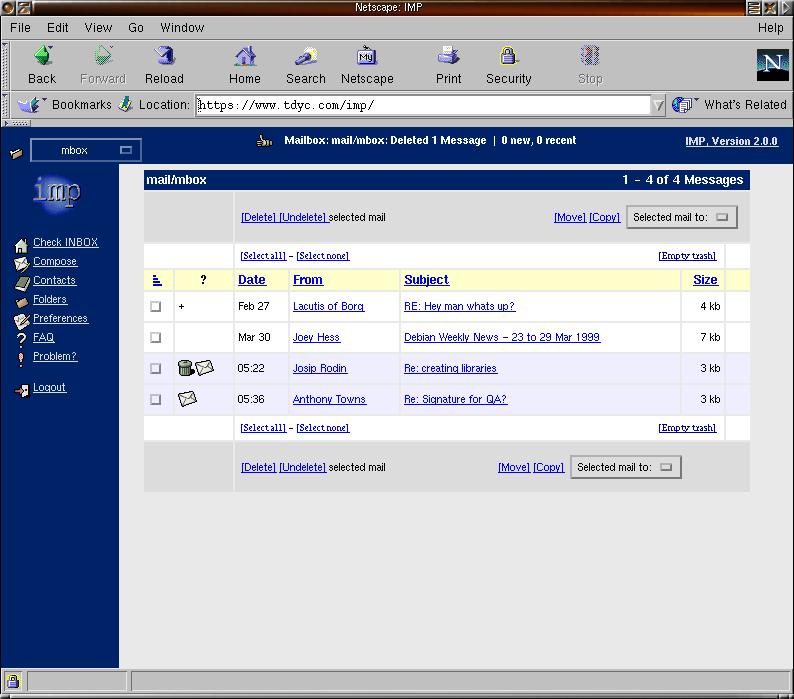 Netscape: IMP
File Edit View Go Window Help
Back Forward Reload Home Search Netscape Print Security Stop
My
N
Bookmarks Location: https://www.tdyc.com/imp/ What's Related
mbox
Mailbox: mail/mbox: Deleted 1 Message | 0 new, 0 recent
IMP, Version 2.0.0
imp
Check INBOX
Compose
Contacts
Folders
Preferences
FAQ
Problem?
Logout
mail/mbox 1 - 4 of 4 Messages
[Delete] [Undelete] selected mail [Move] [Copy] Selected mail to:
[Select all] - [Select none] [Empty trash]
? Date From Subject Size
+ Feb 27 Lacutis of Borg RE: Hey man whats up? 4 kb
Mar 30 Joey Hess Debian Weekly News - 23 to 29 Mar 1999 7 kb
05:22 Josip Rodin Re: creating libraries 3 kb
05:36 Anthony Towns Re: Signature for QA? 3 kb
[Select all] - [Select none] [Empty trash]
[Delete] [Undelete] selected mail [Move] [Copy] Selected mail to: